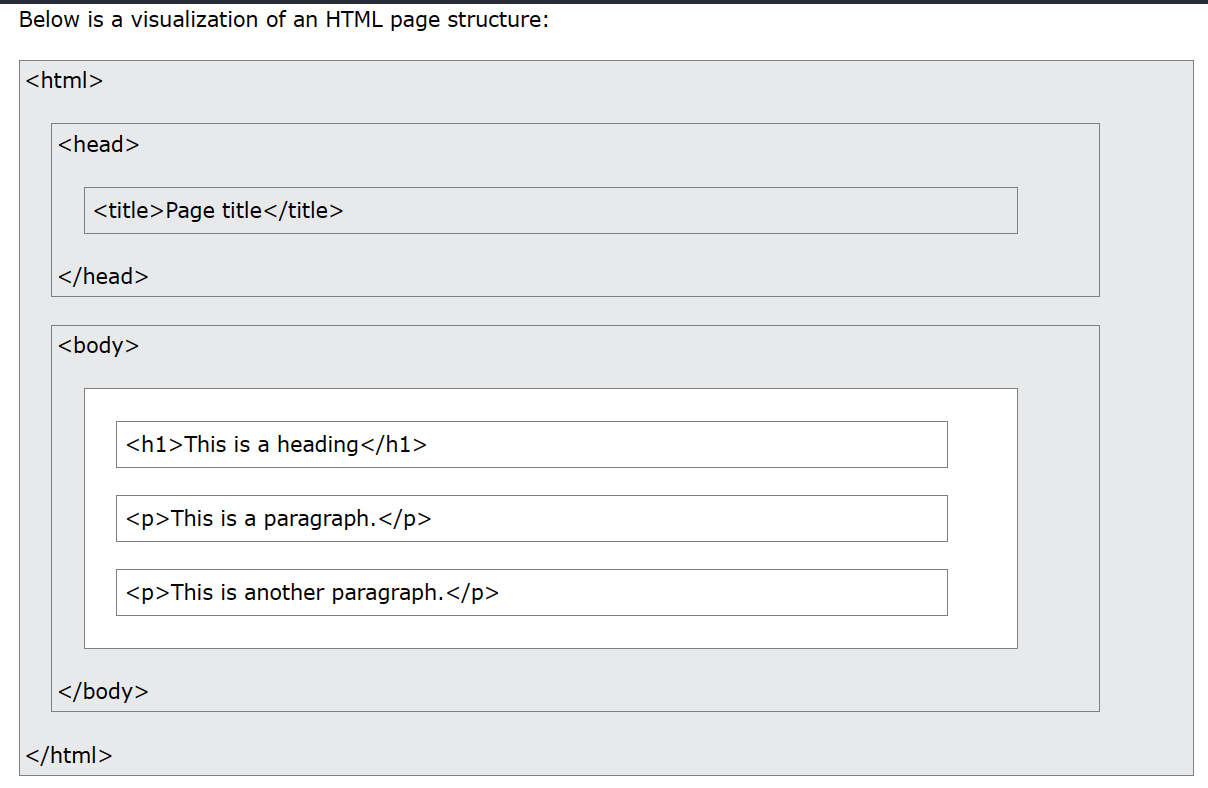 Below is a visualization of an HTML page structure:
<html>
<head>
<title>Page title</title>
</head>
<body>
<h1>This is a heading</h1>
<p>This is a paragraph.</p>
<p>This is another paragraph.</p>
</body>
</html>